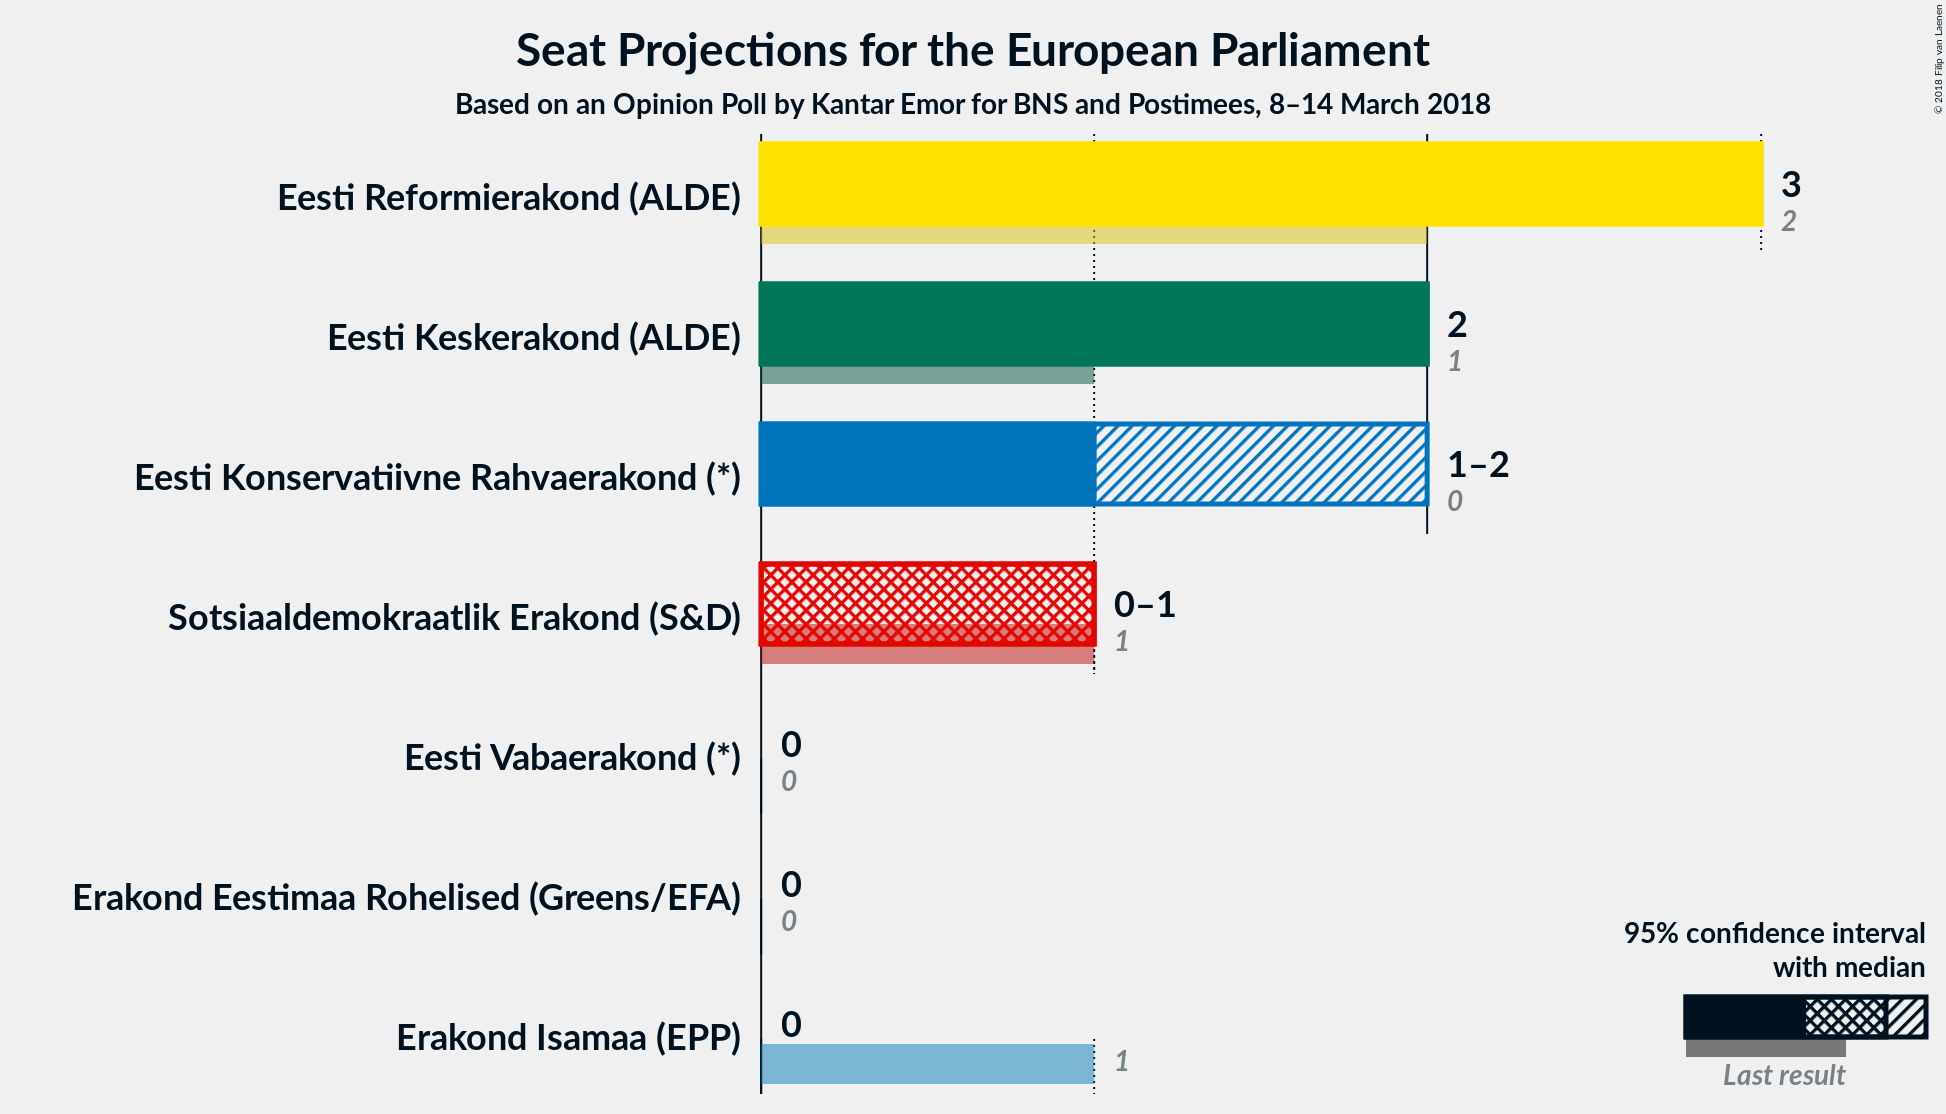 Seat Projections for the European Parliament
Based on an Opinion Poll by Kantar Emor for BNS and Postimees, 8–14 March 2018
© 2018 Filip van Laenen
Eesti Reformierakond (ALDE)
3
2
Eesti Keskerakond (ALDE)
2
1
Eesti Konservatiivne Rahvaerakond (*)
1–2
0
Sotsiaaldemokraatlik Erakond (S&D)
0–1
1
Eesti Vabaerakond (*)
0
0
Erakond Eestimaa Rohelised (Greens/EFA)
0
0
Erakond Isamaa (EPP)
0
1
95% confidence interval
with median
Last result